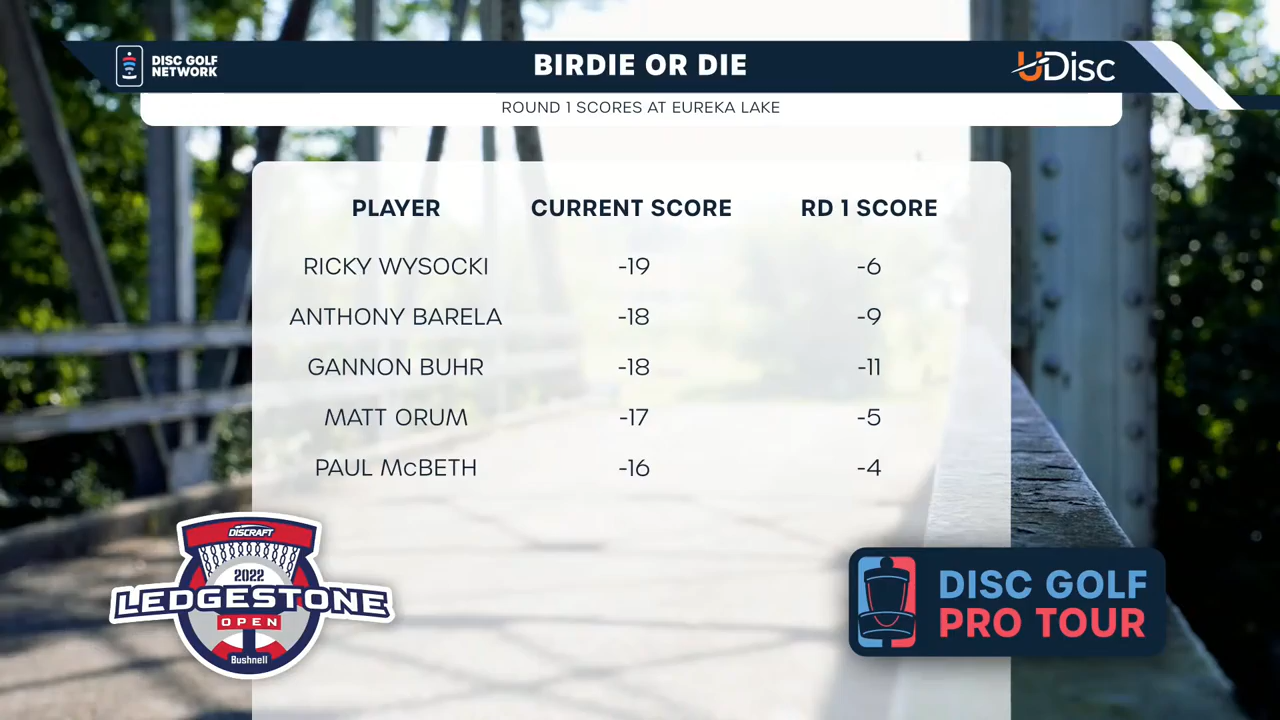 DISC GOLF
NETWORK
BIRDIE OR DIE
UDisc
ROUND 1 SCORES AT EUREKA LAKE
PLAYER CURRENT SCORE RD 1 SCORE
RICKY WYSOCKI -19 -6
ANTHONY BARELA -18 -9
GANNON BUHR -18 -11
MATT ORUM -17 -5
PAUL McBETH -16 -4
DISCRAFT
2022
LEDGESTONE
OPEN
Bushnell
DISC GOLF
PRO TOUR